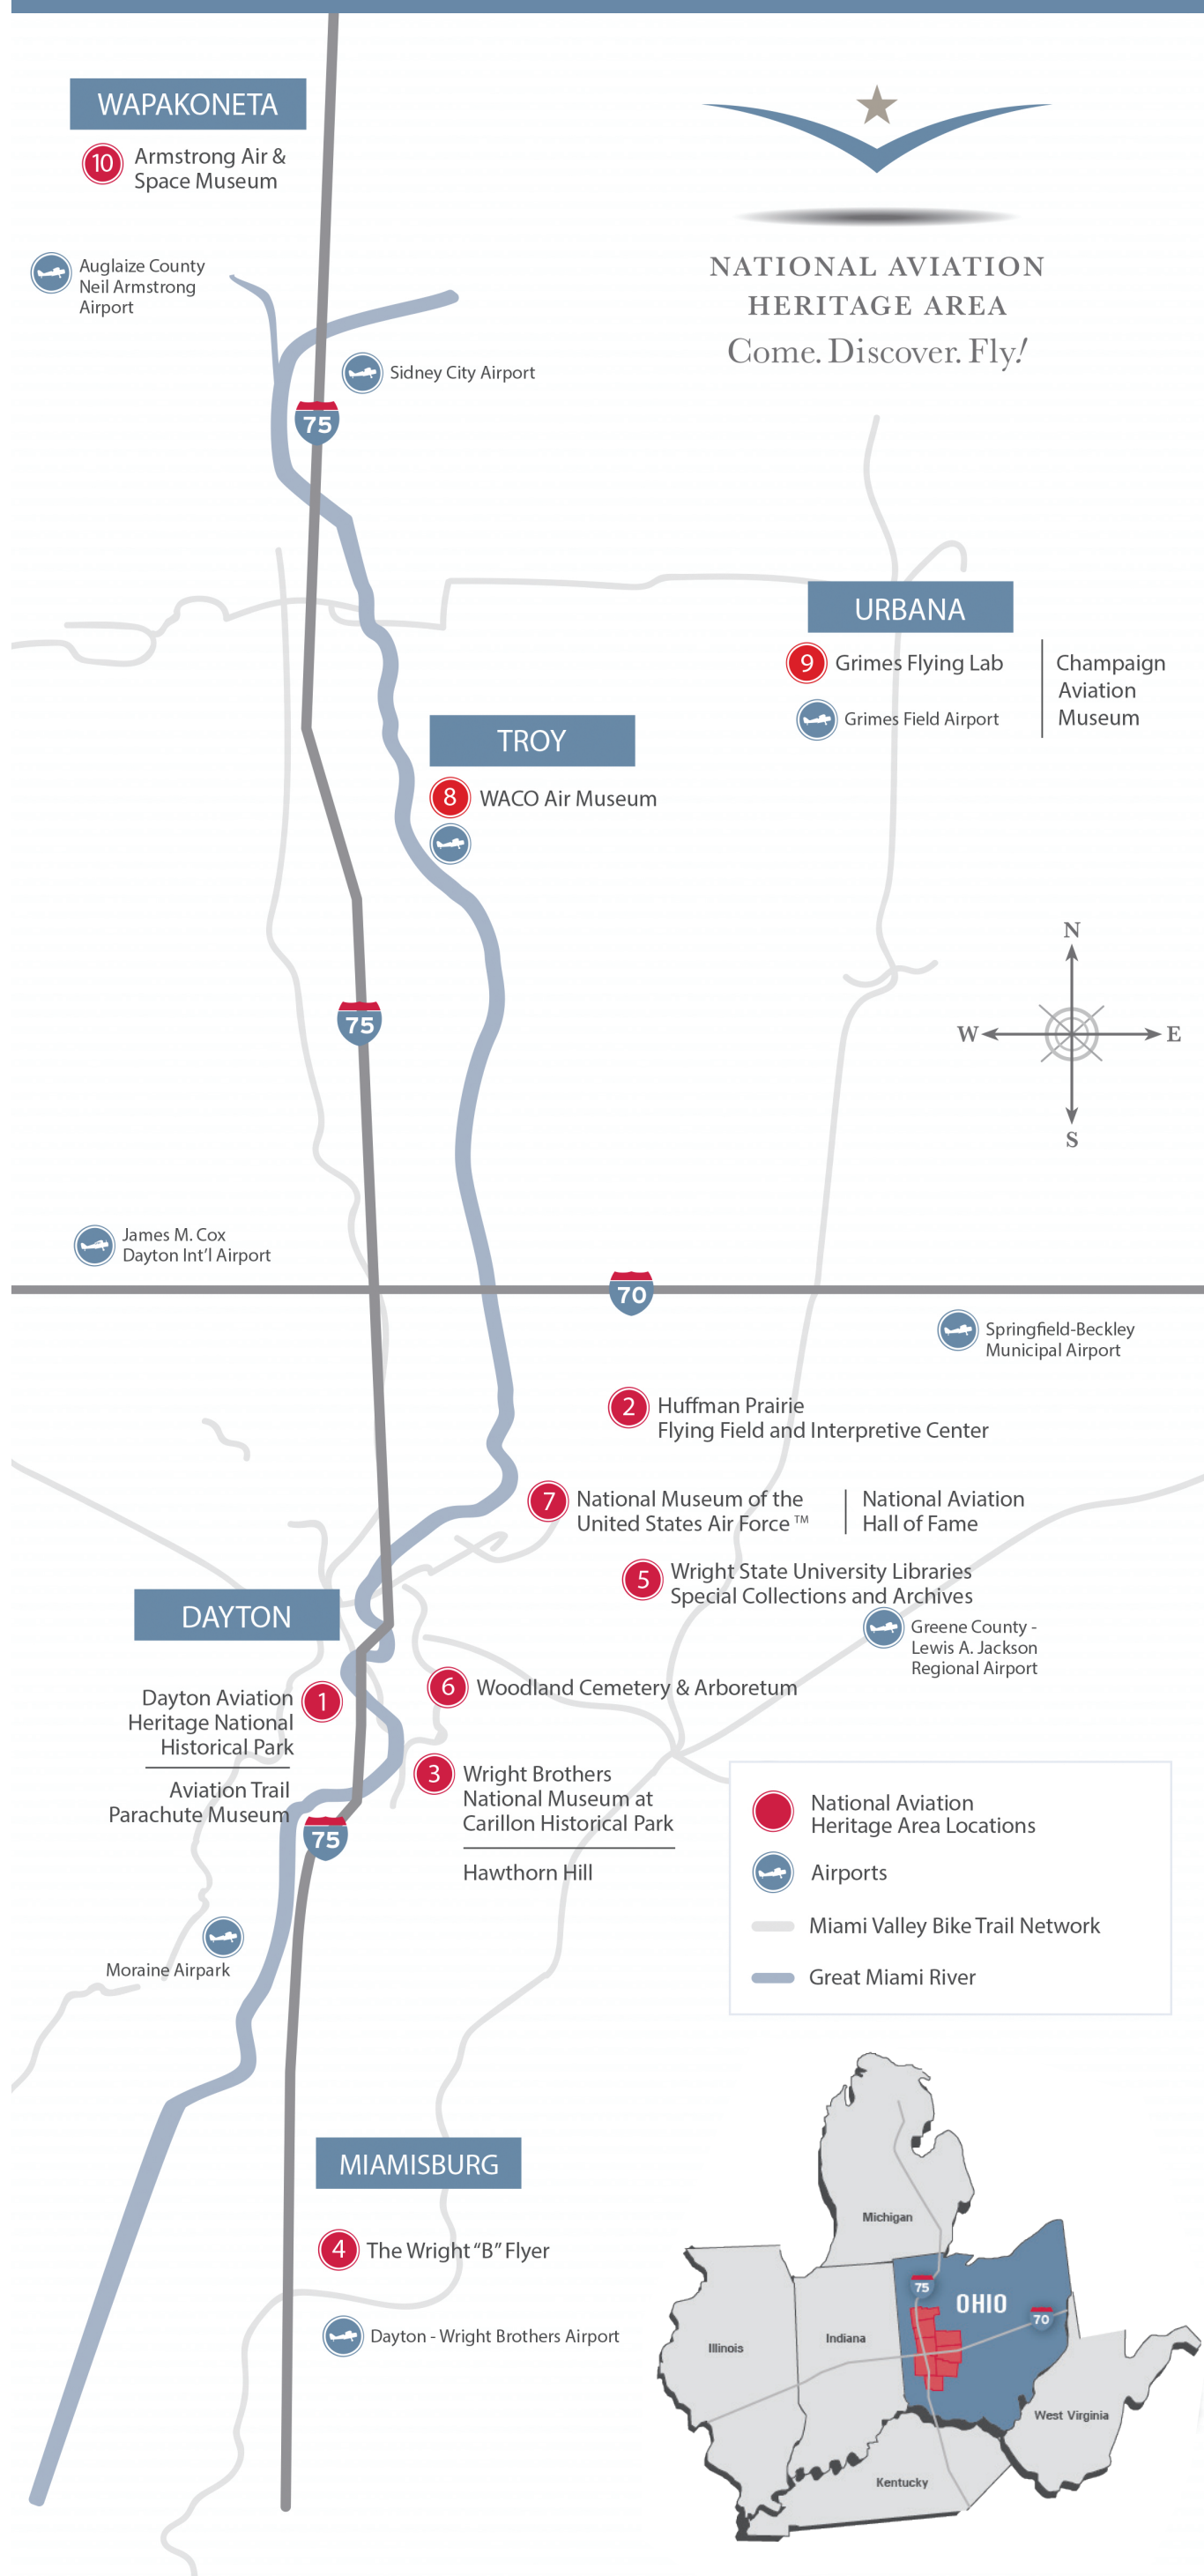 WAPAKONETA
10
Armstrong Air &
Space Museum
NATIONAL AVIATION
HERITAGE AREA
Come. Discover. Fly!
Auglaize County
Neil Armstrong
Airport
Sidney City Airport
75
URBANA
9
Grimes Flying Lab
Grimes Field Airport
Champaign
Aviation
Museum
TROY
8
WACO Air Museum
N
W
E
S
75
James M. Cox
Dayton Int'l Airport
70
Springfield-Beckley
Municipal Airport
2
Huffman Prairie
Flying Field and Interpretive Center
7
National Museum of the
United States Air Force ™
National Aviation
Hall of Fame
5
Wright State University Libraries
Special Collections and Archives
Greene County -
Lewis A. Jackson
Regional Airport
DAYTON
1
Dayton Aviation
Heritage National
Historical Park
Aviation Trail
Parachute Museum
6
Woodland Cemetery & Arboretum
3
Wright Brothers
National Museum at
Carillon Historical Park
Hawthorn Hill
75
National Aviation
Heritage Area Locations
Airports
Miami Valley Bike Trail Network
Great Miami River
Moraine Airpark
MIAMISBURG
4
The Wright “B” Flyer
Dayton - Wright Brothers Airport
Michigan
75
OHIO
70
Illinois
Indiana
West Virginia
Kentucky